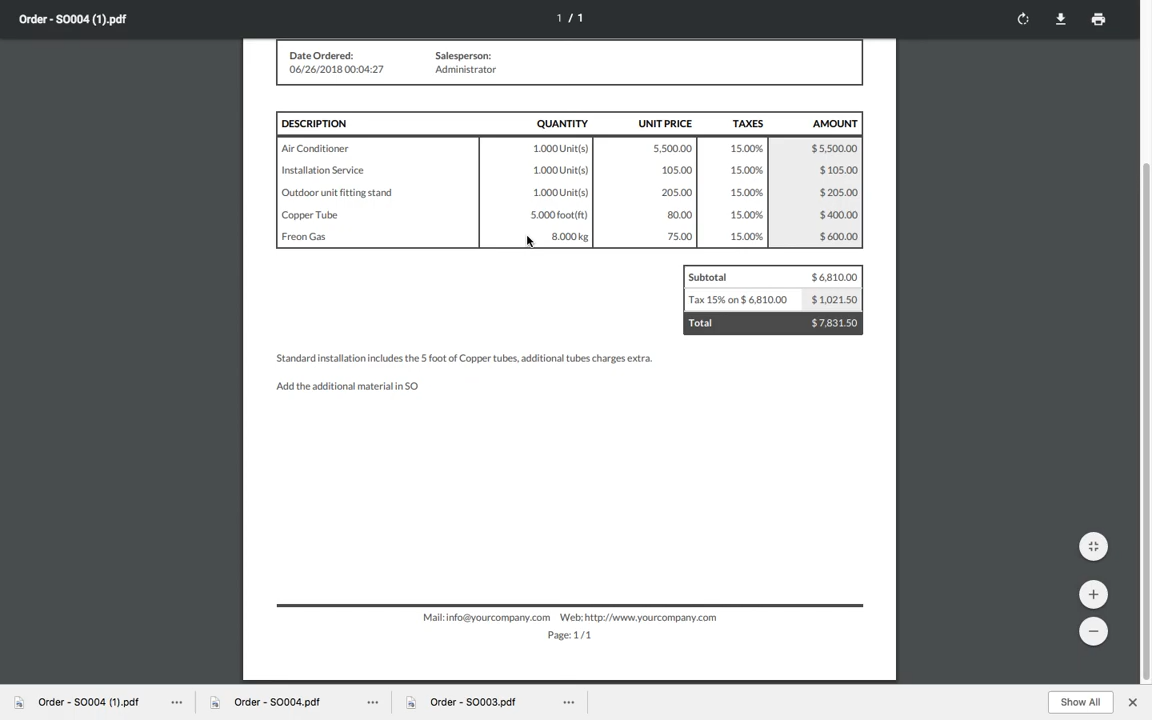 Order - SO004 (1).pdf
1 / 1
Date Ordered: Salesperson:
06/26/2018 00:04:27 Administrator
DESCRIPTION QUANTITY UNIT PRICE TAXES AMOUNT
Air Conditioner 1.000 Unit(s) 5,500.00 15.00% $ 5,500.00
Installation Service 1.000 Unit(s) 105.00 15.00% $ 105.00
Outdoor unit fitting stand 1.000 Unit(s) 205.00 15.00% $ 205.00
Copper Tube 5.000 foot(ft) 80.00 15.00% $ 400.00
Freon Gas 8.000 kg 75.00 15.00% $ 600.00
Subtotal $ 6,810.00
Tax 15% on $ 6,810.00 $ 1,021.50
Total $ 7,831.50
Standard installation includes the 5 foot of Copper tubes, additional tubes charges extra.
Add the additional material in SO
Mail: info@yourcompany.com Web: http://www.yourcompany.com
Page: 1 / 1
Order - SO004 (1).pdf Order - SO004.pdf Order - SO003.pdf Show All